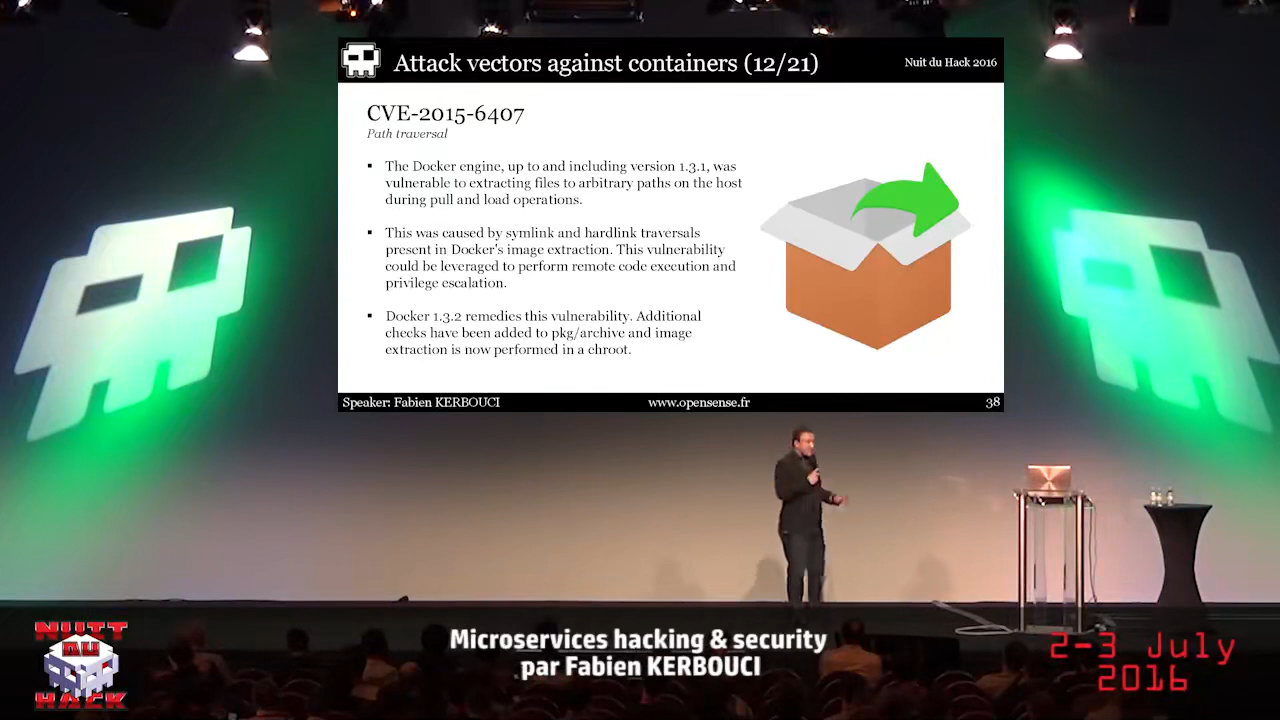 Attack vectors against containers (12/21)
Nuit du Hack 2016
CVE-2015-6407
Path traversal
▪ The Docker engine, up to and including version 1.3.1, was
vulnerable to extracting files to arbitrary paths on the host
during pull and load operations.
▪ This was caused by symlink and hardlink traversals
present in Docker's image extraction. This vulnerability
could be leveraged to perform remote code execution and
privilege escalation.
▪ Docker 1.3.2 remedies this vulnerability. Additional
checks have been added to pkg/archive and image
extraction is now performed in a chroot.
Speaker: Fabien KERBOUCI
www.opensense.fr
38
NUIT
DU
HACK
Microservices hacking & security
par Fabien KERBOUCI
2-3 July
2016